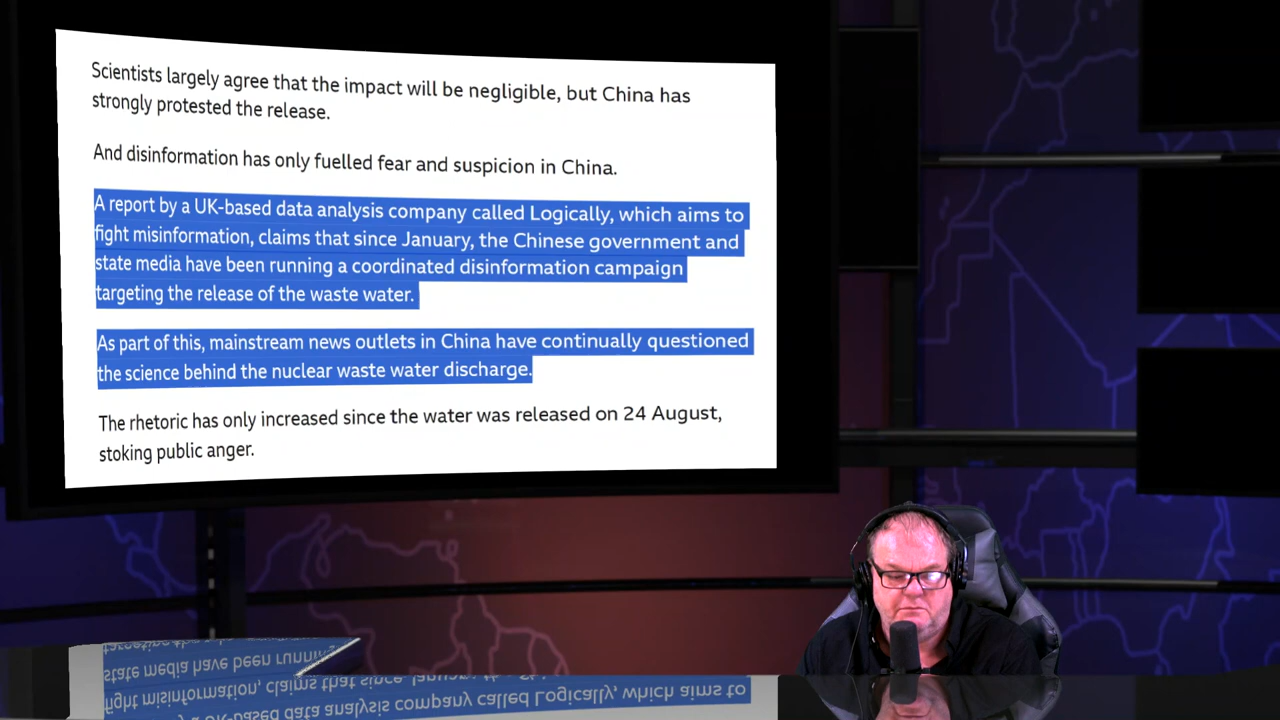 Scientists largely agree that the impact will be negligible, but China has
strongly protested the release.
And disinformation has only fuelled fear and suspicion in China.
A report by a UK-based data analysis company called Logically, which aims to
fight misinformation, claims that since January, the Chinese government and
state media have been running a coordinated disinformation campaign
targeting the release of the waste water.
As part of this, mainstream news outlets in China have continually questioned
the science behind the nuclear waste water discharge.
The rhetoric has only increased since the water was released on 24 August,
stoking public anger.